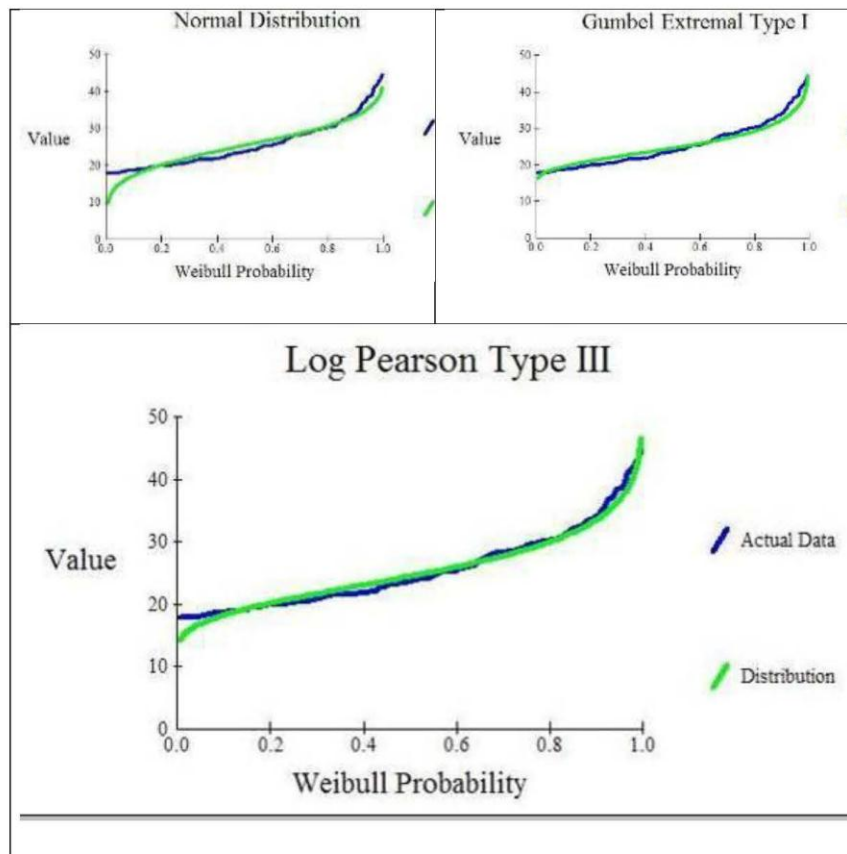 Normal Distribution
50
40
Value
30
20
10
0
0.0 0.2 0.4 0.6 0.8 1.0
Weibull Probability
Gumbel Extremal Type I
50
40
Value
30
20
10
0
0.0 0.2 0.4 0.6 0.8 1.0
Weibull Probability
Log Pearson Type III
50
40
Value
30
20
10
0
0.0 0.2 0.4 0.6 0.8 1.0
Weibull Probability
Actual Data
Distribution